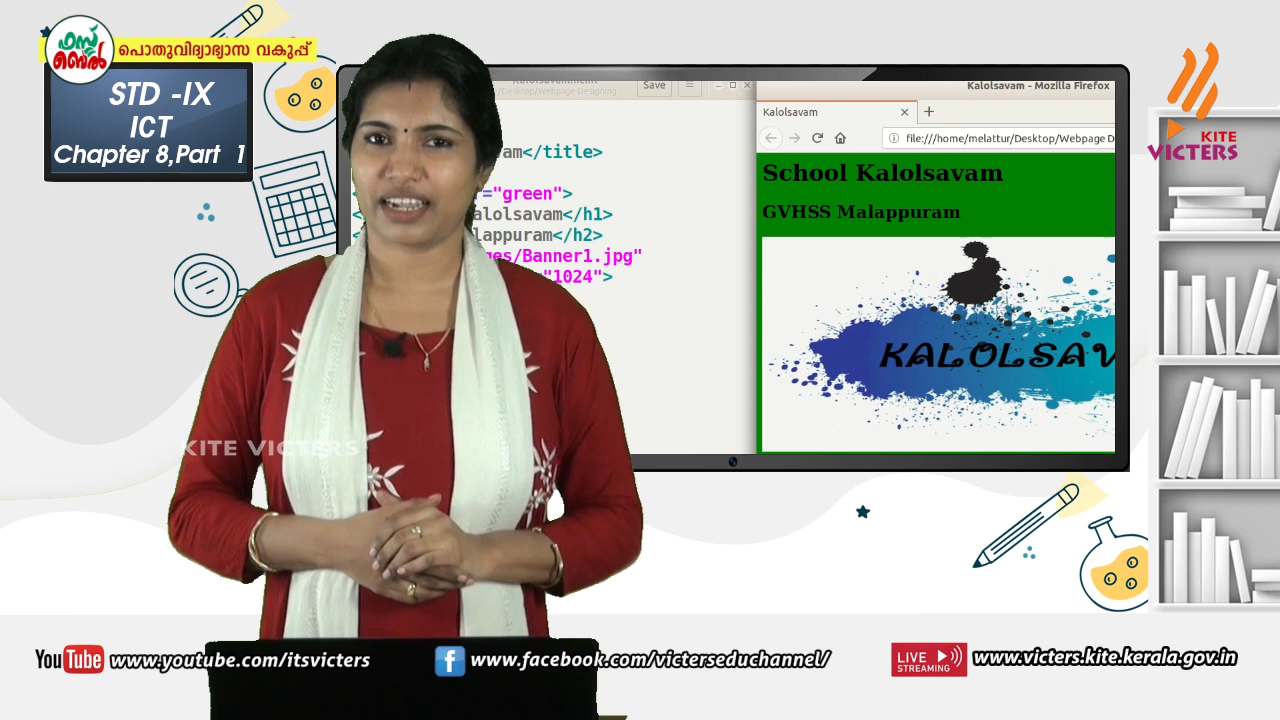 ഫസ്റ്റ്
ബെൽ
പൊതുവിദ്യാഭ്യാസ വകുപ്പ്
STD -IX
ICT
Chapter 8,Part 1
Save
Kalolsavam - Mozilla Firefox
Kalolsavam
file:///home/melattur/Desktop/Webpage D
am</title>
="green">
alolsavam</h1>
lappuram</h2>
ges/Banner1.jpg"
"1024">
School Kalolsavam
GVHSS Malappuram
KALOLSAV
KITE
VICTERS
KITE VICTERS
YouTube www.youtube.com/itsvicters
f www.facebook.com/victerseduchannel/
LIVE
STREAMING
www.victers.kite.kerala.gov.in